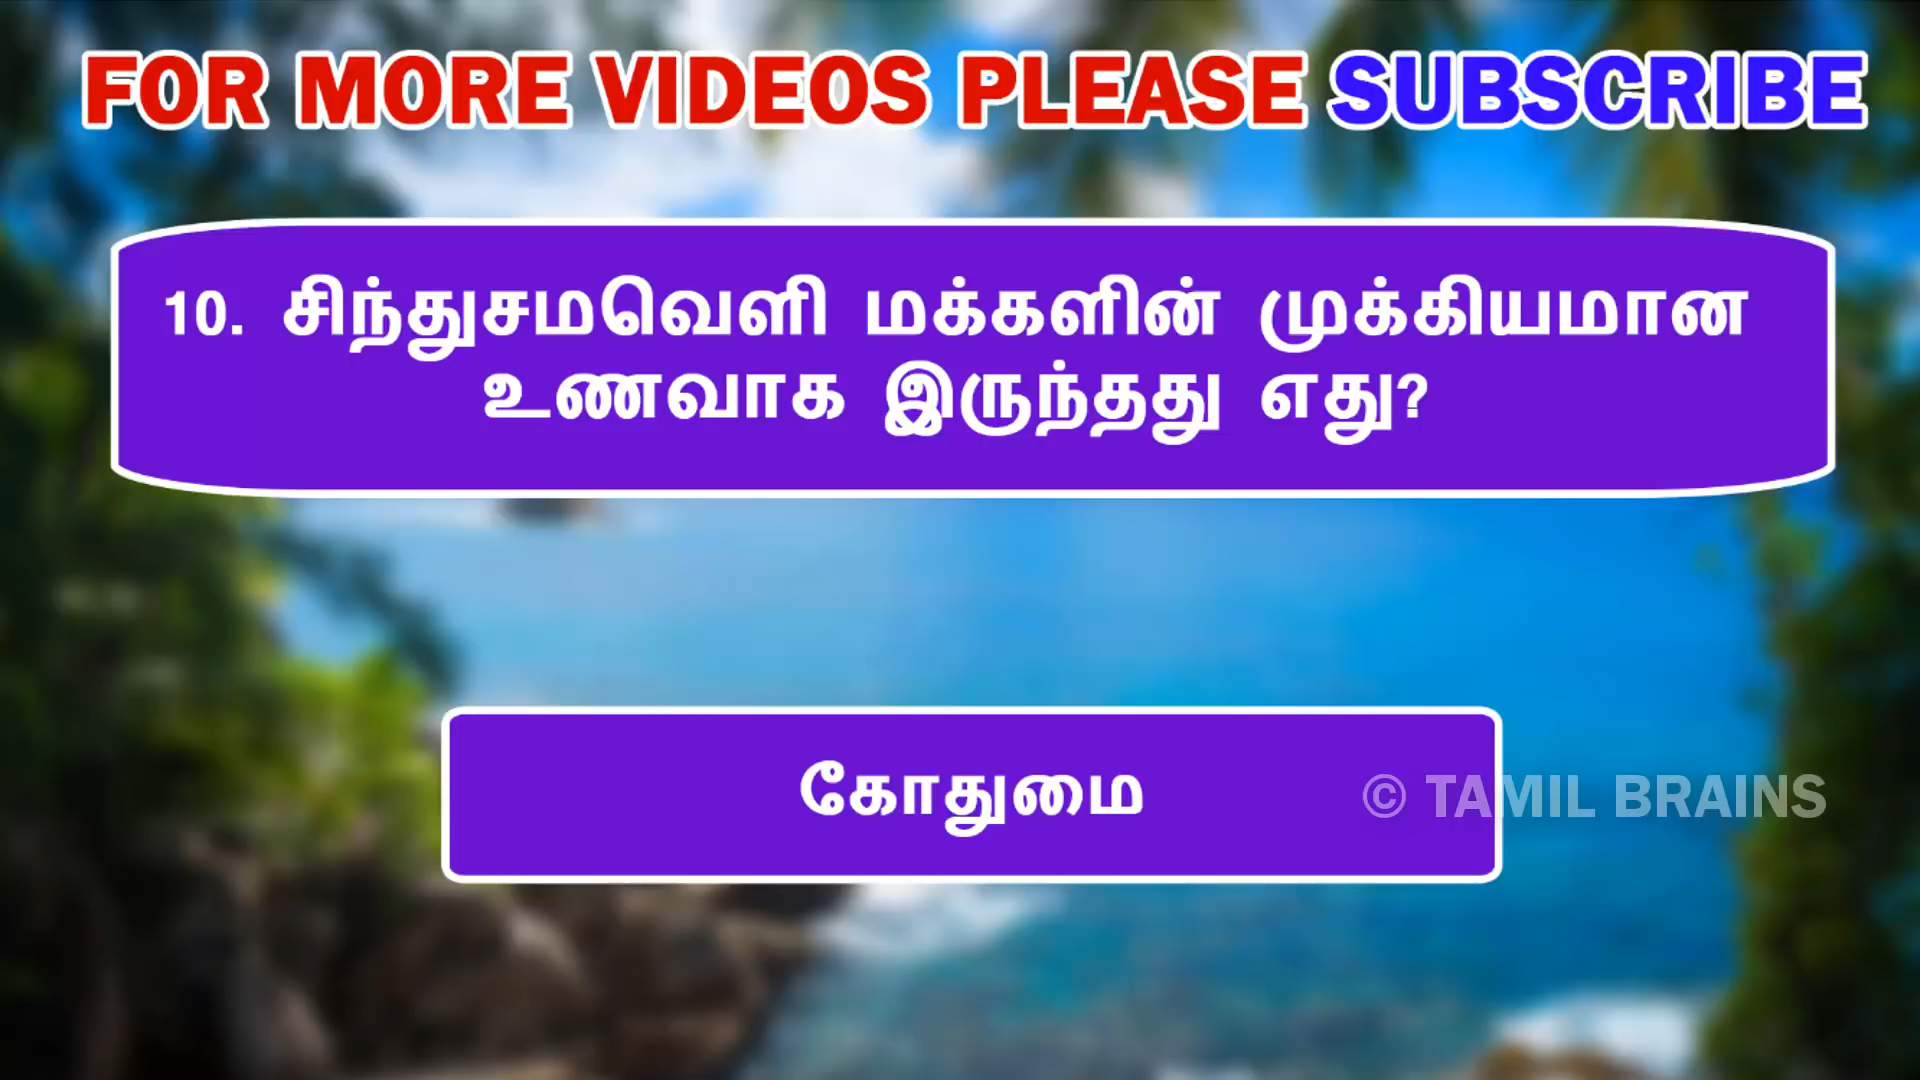 FOR MORE VIDEOS PLEASE SUBSCRIBE
10. சிந்துசமவெளி மக்களின் முக்கியமான
உணவாக இருந்தது எது?
கோதுமை
© TAMIL BRAINS